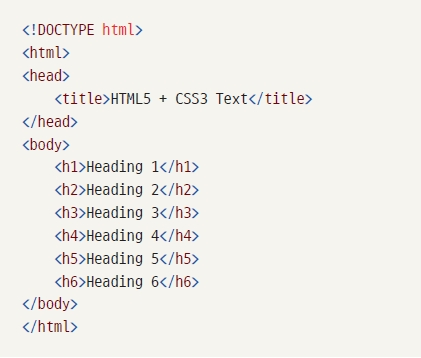 <!DOCTYPE html>
<html>
<head>
    <title>HTML5 + CSS3 Text</title>
</head>
<body>
    <h1>Heading 1</h1>
    <h2>Heading 2</h2>
    <h3>Heading 3</h3>
    <h4>Heading 4</h4>
    <h5>Heading 5</h5>
    <h6>Heading 6</h6>
</body>
</html>